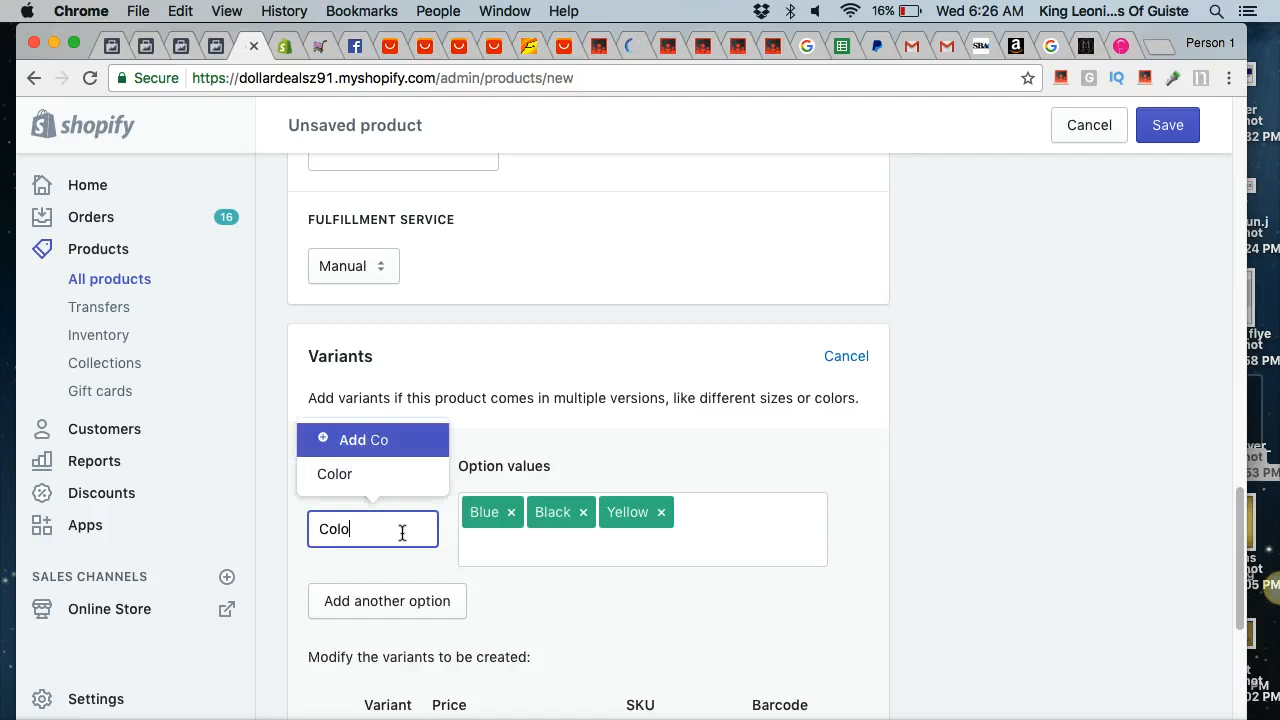 Chrome File Edit View History Bookmarks People Window Help 16% Wed 6:26 AM King Leoni...s Of Guiste
Person 1
Secure https://dollardealsz91.myshopify.com/admin/products/new
shopify
Unsaved product
Cancel
Save
Home
Orders 16
Products
All products
Transfers
Inventory
Collections
Gift cards
Customers
Reports
Discounts
Apps
SALES CHANNELS
Online Store
Settings
FULFILLMENT SERVICE
Manual
Variants
Cancel
Add variants if this product comes in multiple versions, like different sizes or colors.
Add Co
Color
Option values
Colo
Blue × Black × Yellow ×
Add another option
Modify the variants to be created:
Variant Price SKU Barcode